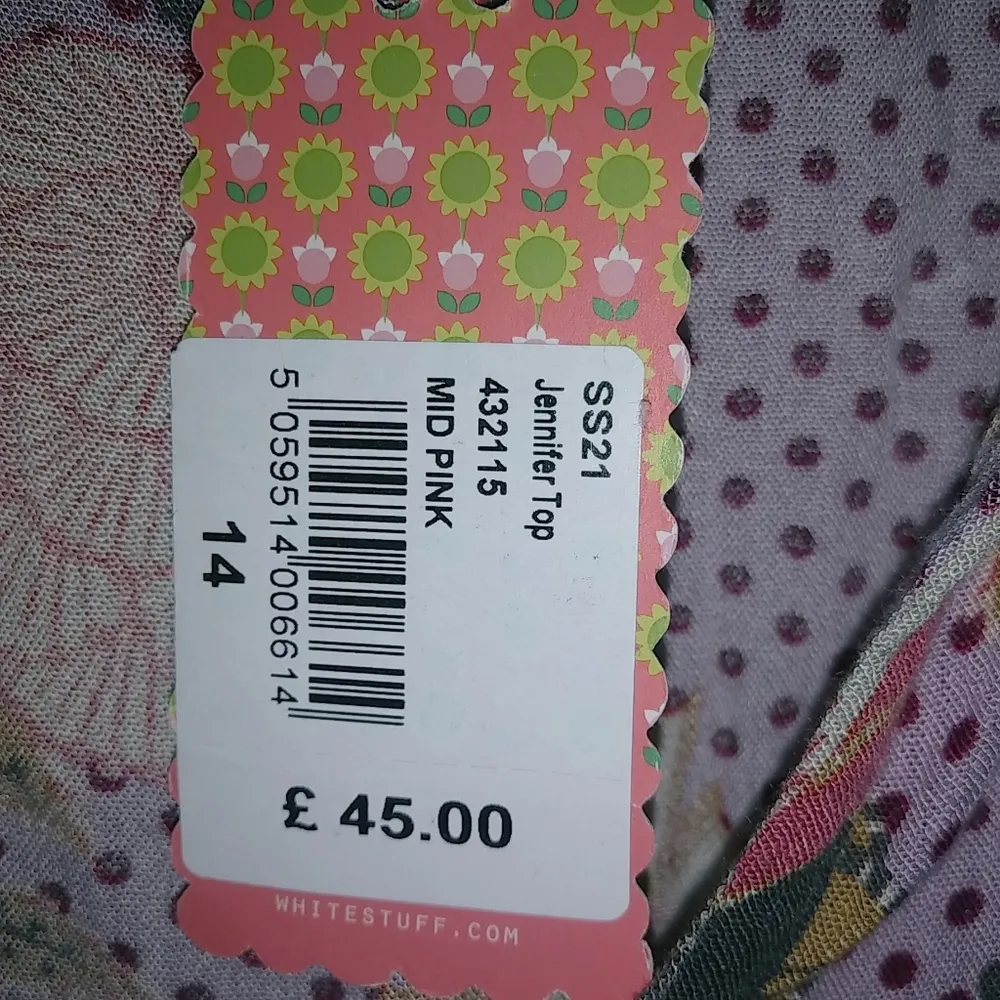 SS21
Jennifer Top
432115
MID PINK
5 059514 006614
14
£ 45.00
WHITESTUFF.COM